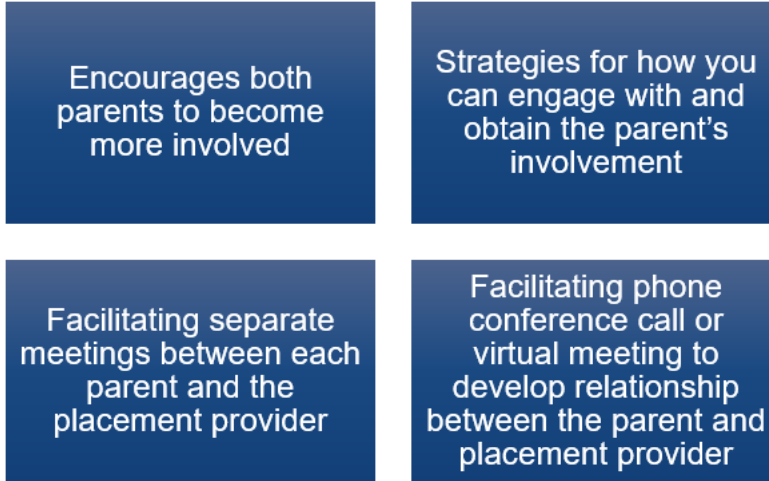 Encourages both
parents to become
more involved
Strategies for how you
can engage with and
obtain the parent's
involvement
Facilitating separate
meetings between each
parent and the
placement provider
Facilitating phone
conference call or
virtual meeting to
develop relationship
between the parent and
placement provider